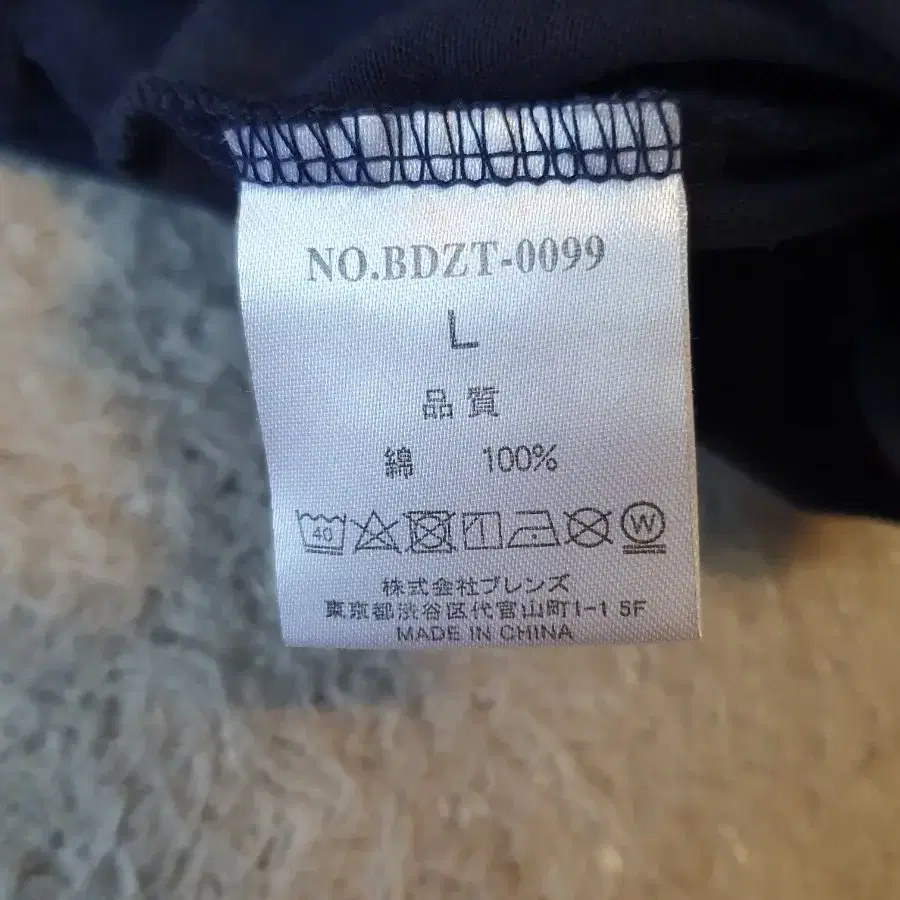 NO.BDZT-0099
L
品質
綿 100%
40 W
株式会社ブレンズ
東京都渋谷区代官山町1-1 5F
MADE IN CHINA